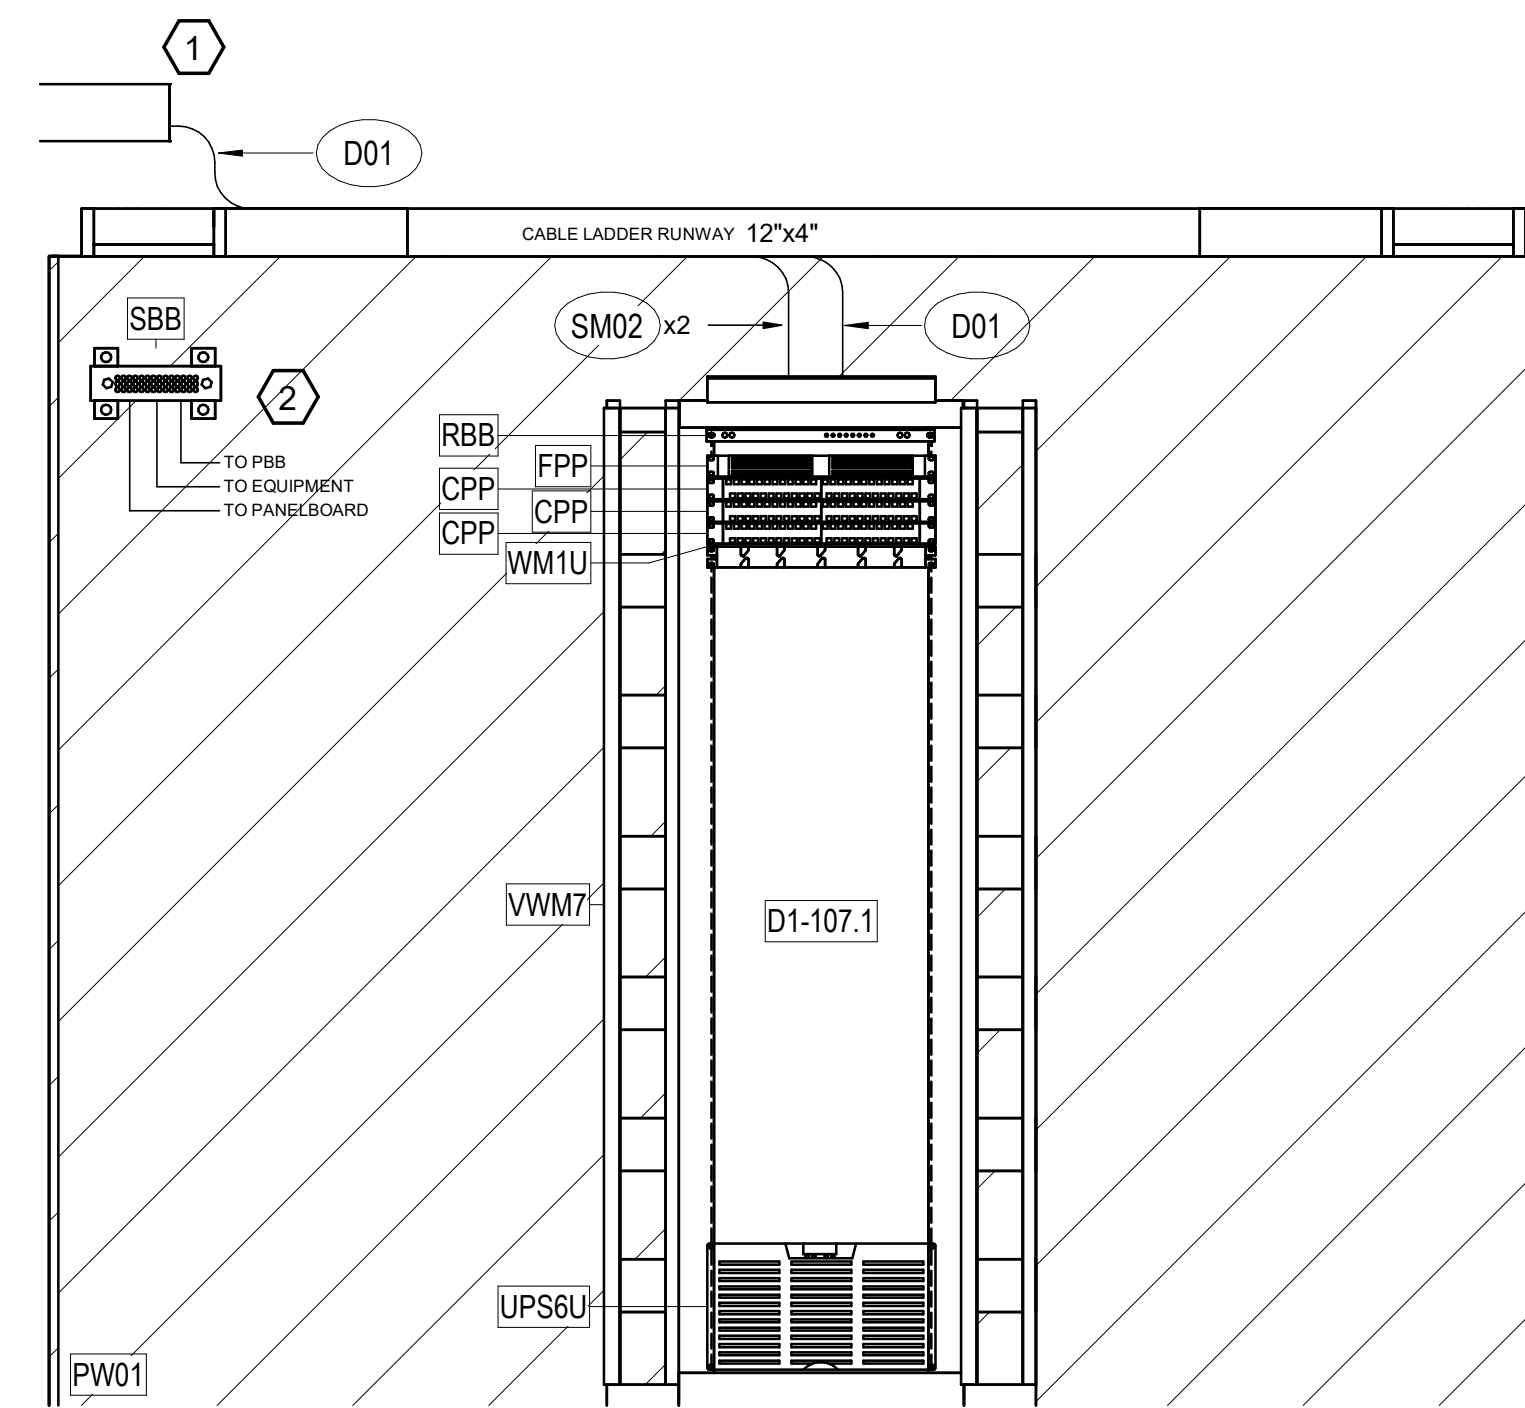 1
D01
CABLE LADDER RUNWAY 12"x4"
SBB
SM02 x2
D01
2
RBB
TO PBB
FPP
TO EQUIPMENT
CPP
TO PANELBOARD
CPP
CPP
WM1U
VWM7
D1-107.1
UPS6U
PW01